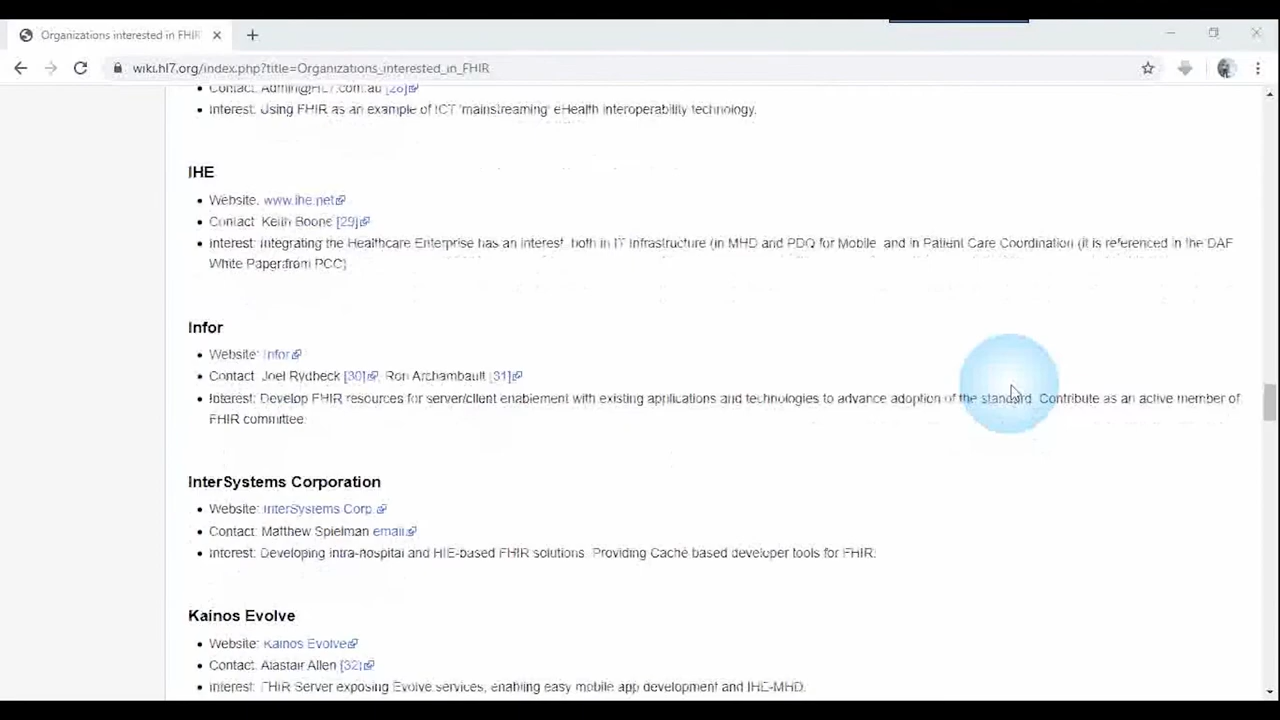 Organizations interested in FHIR
wiki.hl7.org/index.php?title=Organizations_interested_in_FHIR
Contact: Admin@HL7.com.au [28]
Interest: Using FHIR as an example of ICT 'mainstreaming' eHealth interoperability technology.
IHE
Website: www.ihe.net
Contact: Keith Boone [29]
Interest: Integrating the Healthcare Enterprise has an interest both in IT Infrastructure (in MHD and PDQ for Mobile, and in Patient Care Coordination (it is referenced in the DAF
White Paper from PCC)
Infor
Website: Infor
Contact: Joel Rydbeck [30], Ron Archambault [31]
Interest: Develop FHIR resources for server/client enablement with existing applications and technologies to advance adoption of the standard. Contribute as an active member of
FHIR committee.
InterSystems Corporation
Website: InterSystems Corp.
Contact: Matthew Spielman email
Interest: Developing intra-hospital and HIE-based FHIR solutions. Providing Caché based developer tools for FHIR.
Kainos Evolve
Website: Kainos Evolve
Contact: Alastair Allen [32]
Interest: FHIR Server exposing Evolve services, enabling easy mobile app development and IHE-MHD.